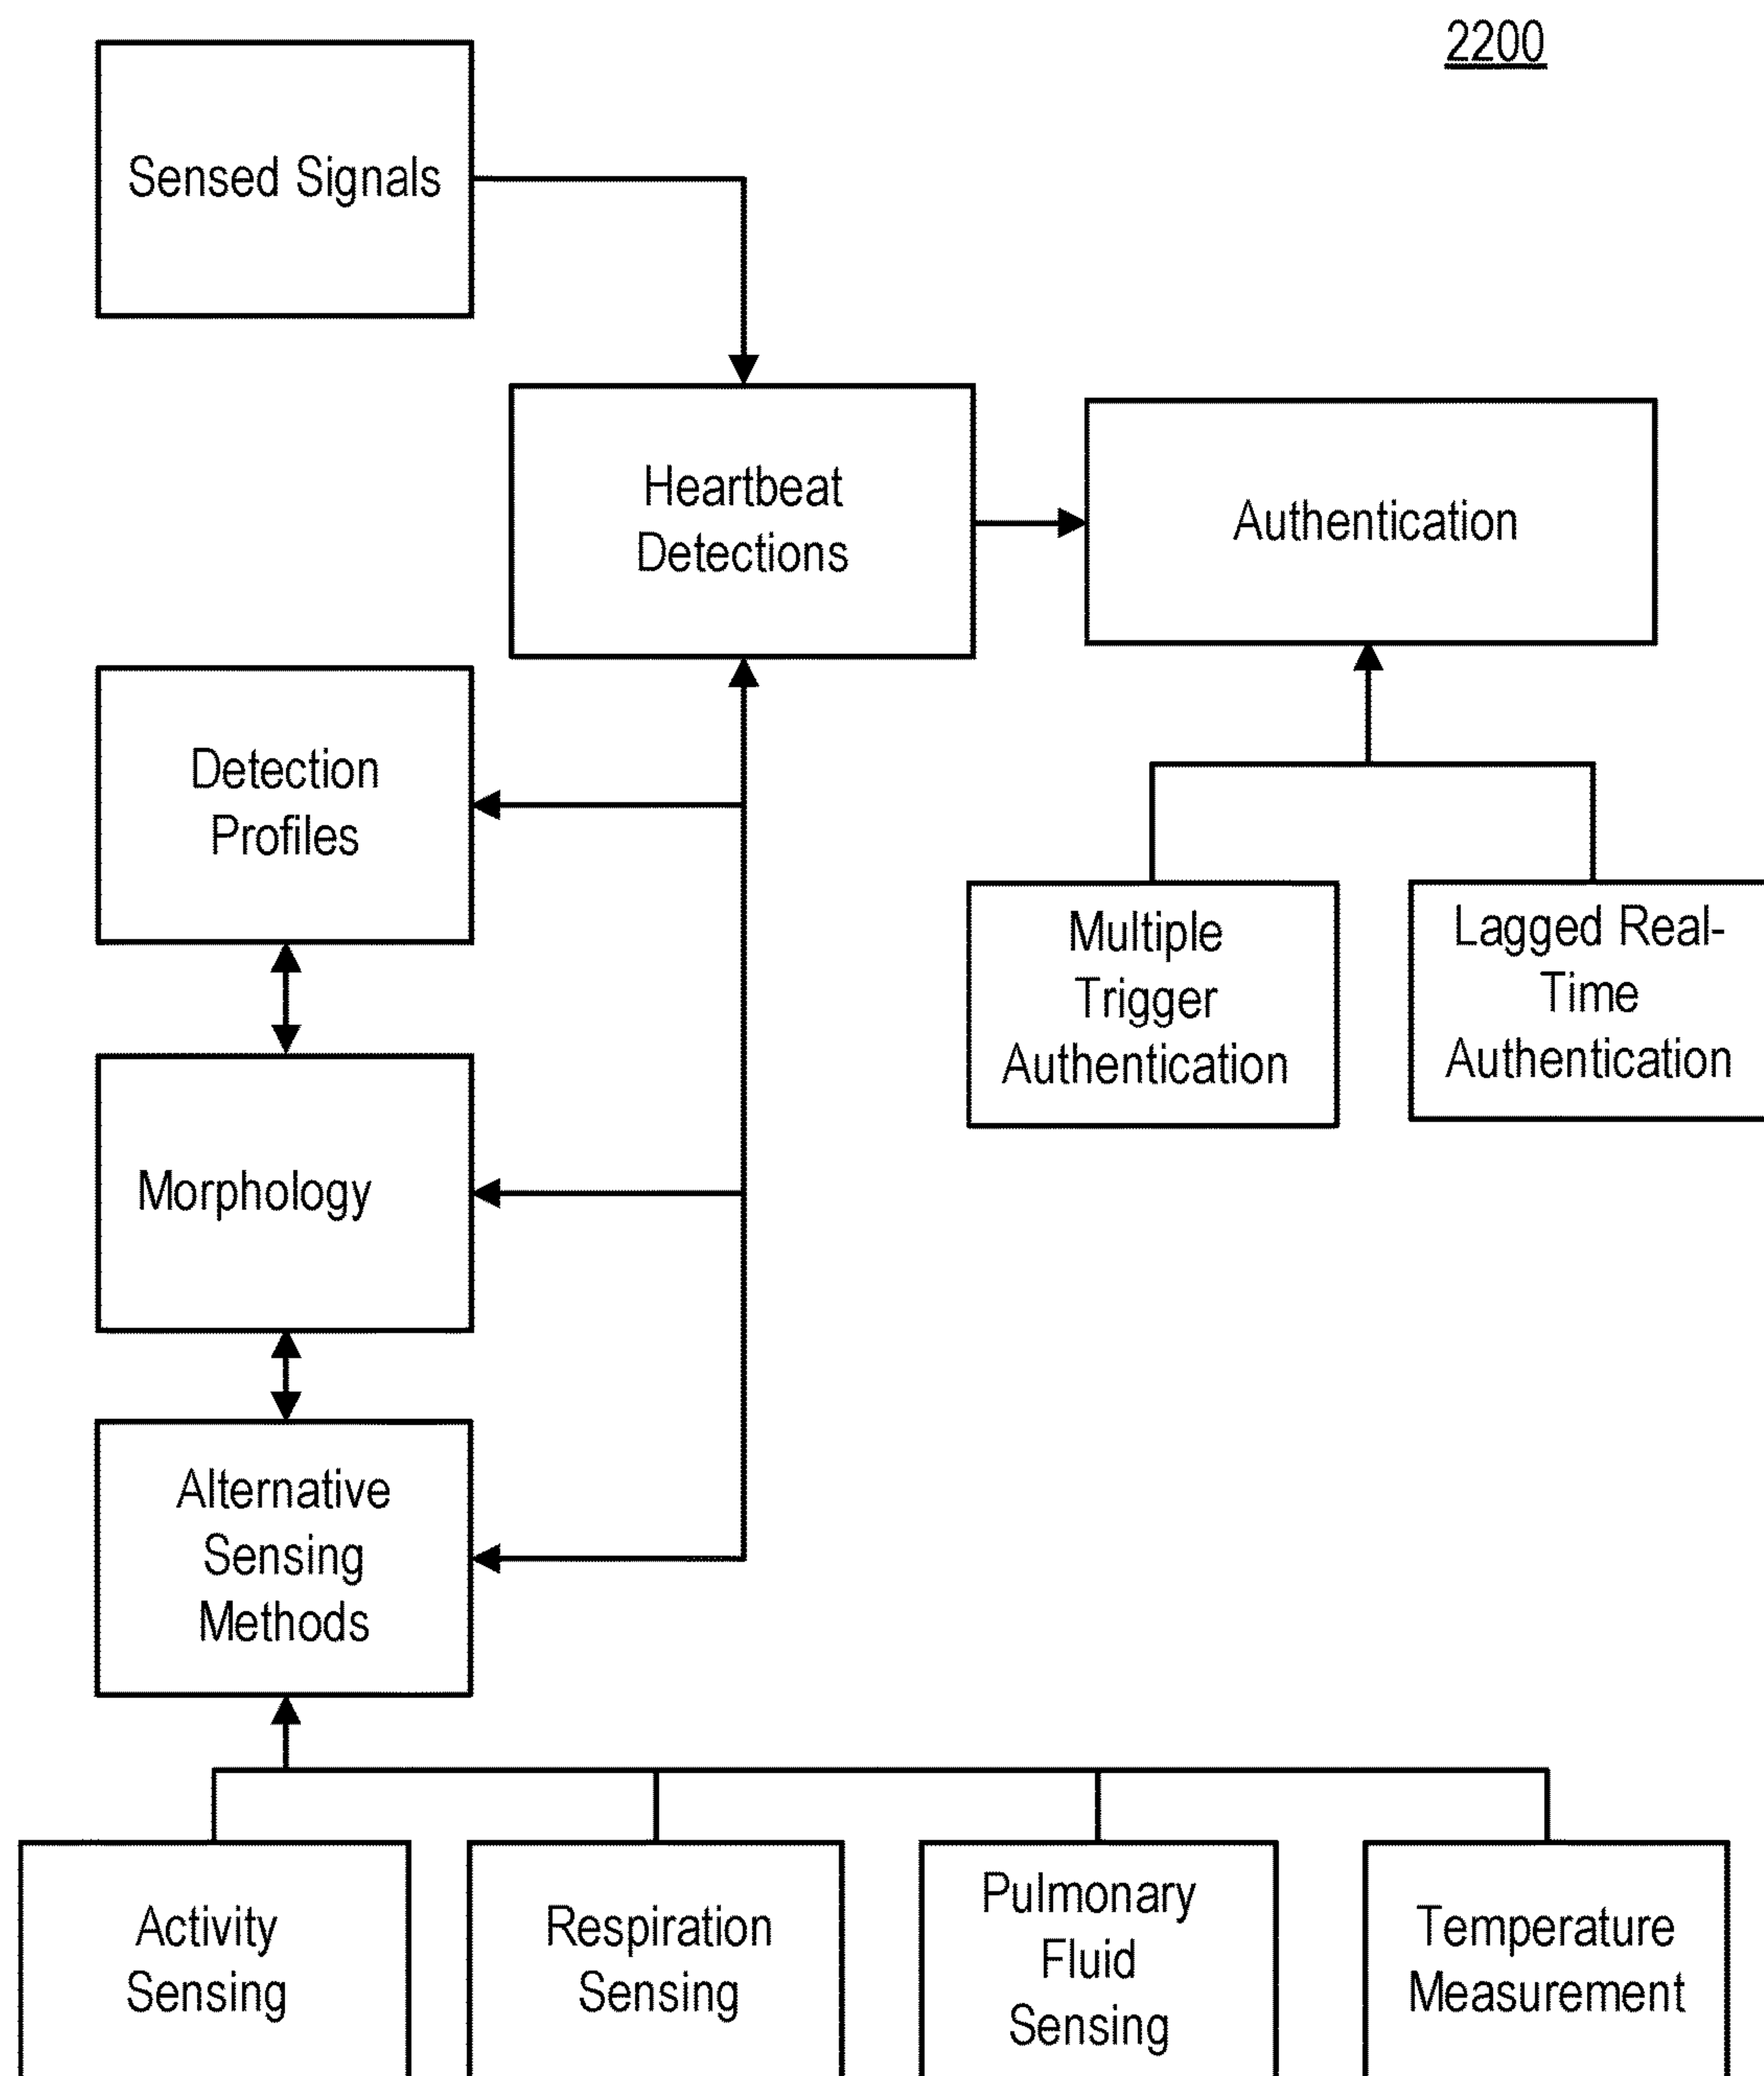 2200
Sensed Signals
Heartbeat
Detections
Authentication
Detection
Profiles
Multiple
Trigger
Authentication
Lagged Real-
Time
Authentication
Morphology
Alternative
Sensing
Methods
Activity
Sensing
Respiration
Sensing
Pulmonary
Fluid
Sensing
Temperature
Measurement